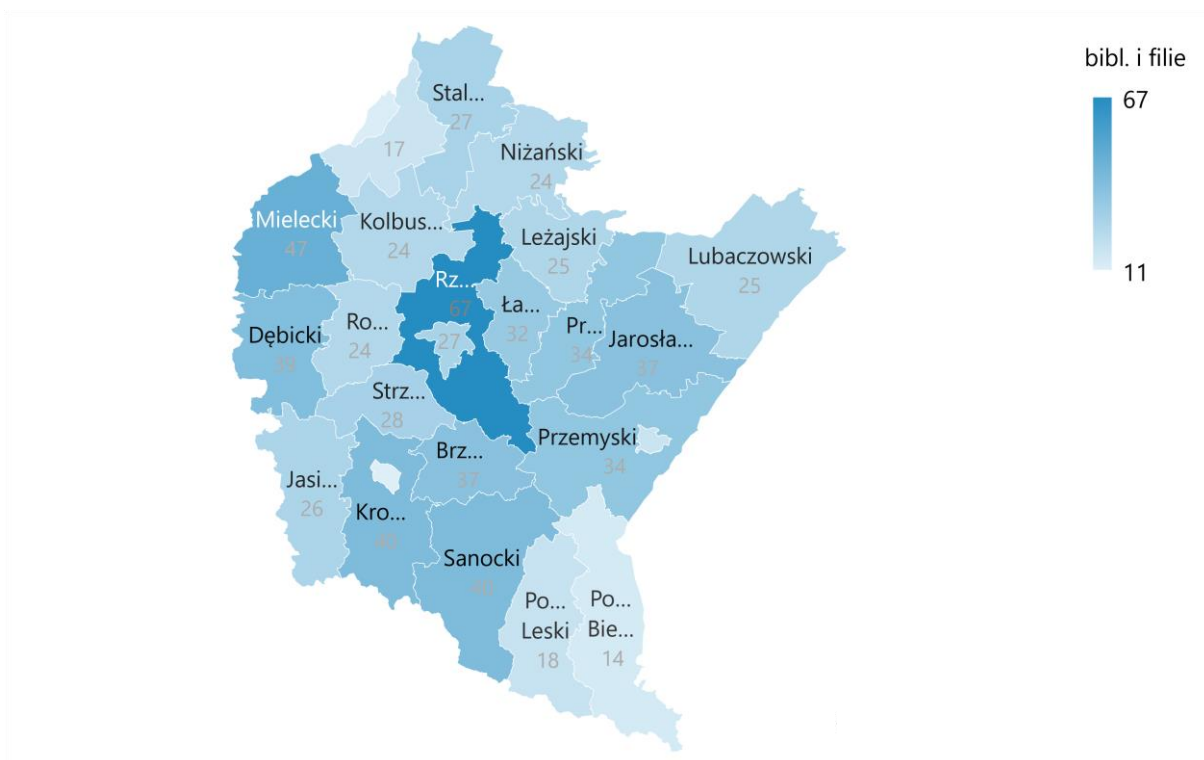 bibl. i filie
67
11
Stal...
27
17
Niżański
24
Mielecki
47
Kolbus...
24
Leżajski
25
Lubaczowski
25
Rz...
67
27
Ła...
32
Pr...
34
Jarosła...
37
Dębicki
39
Ro...
24
Strz...
28
Przemyski
34
Brz...
37
Jasi...
26
Kro...
Sanocki
40
Po...
Leski
18
Po...
Bie...
14